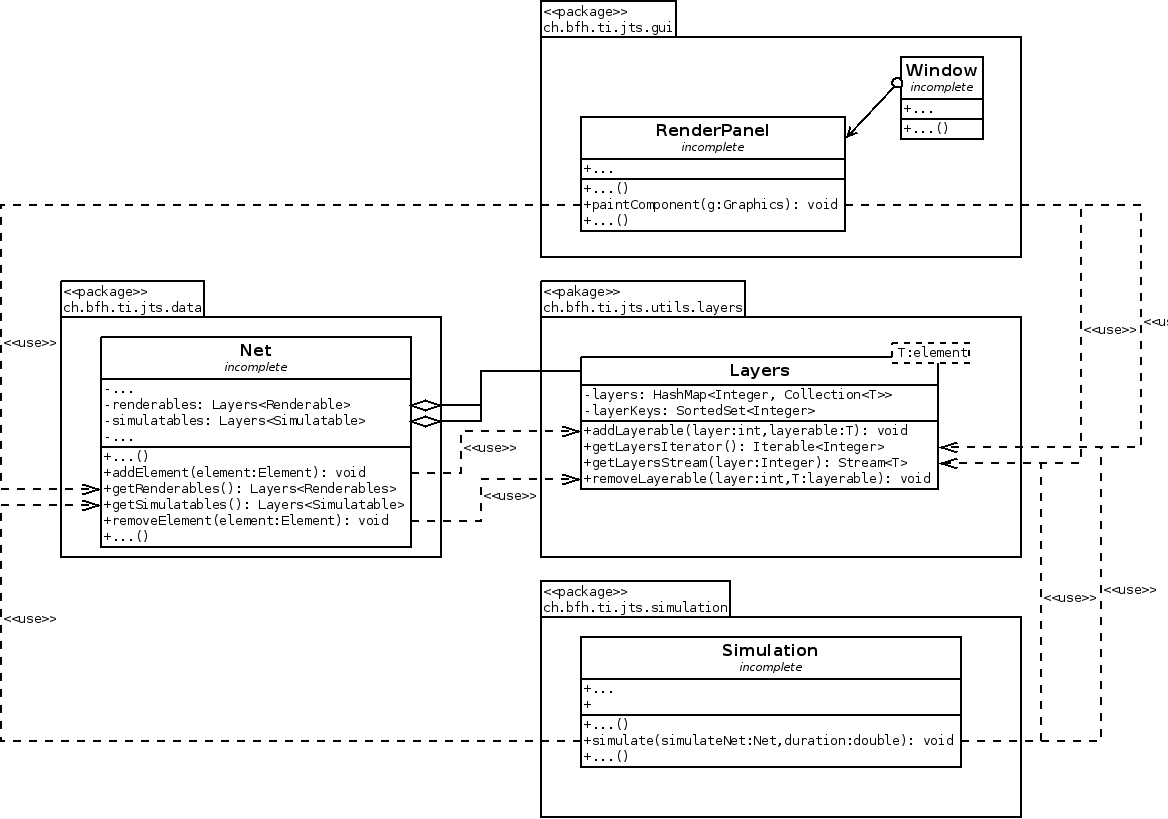 <<package>>
ch.bfh.ti.jts.gui
Window
incomplete
+...
+...()
RenderPanel
incomplete
+...
+...()
+paintComponent(g:Graphics): void
+...()
<<package>>
ch.bfh.ti.jts.data
<<use>>
Net
incomplete
-...
-renderables: Layers<Renderable>
-simulatables: Layers<Simulatable>
-...
+...()
+addElement(element:Element): void
+getRenderables(): Layers<Renderables>
+getSimulatables(): Layers<Simulatable>
+removeElement(element:Element): void
+...()
<<use>>
<<use>>
<<pakage>>
ch.bfh.ti.jts.utils.layers
T:element
Layers
-layers: HashMap<Integer, Collection<T>>
-layerKeys: SortedSet<Integer>
+addLayerable(layer:int,layerable:T): void
+getLayersIterator(): Iterable<Integer>
+getLayersStream(layer:Integer): Stream<T>
+removeLayerable(layer:int,T:layerable): void
<<use>>
<<us
<<use>>
<<use>>
<<use>>
<<package>>
ch.bfh.ti.jts.simulation
Simulation
incomplete
+...
+
+...()
+simulate(simulateNet:Net,duration:double): void
+...()